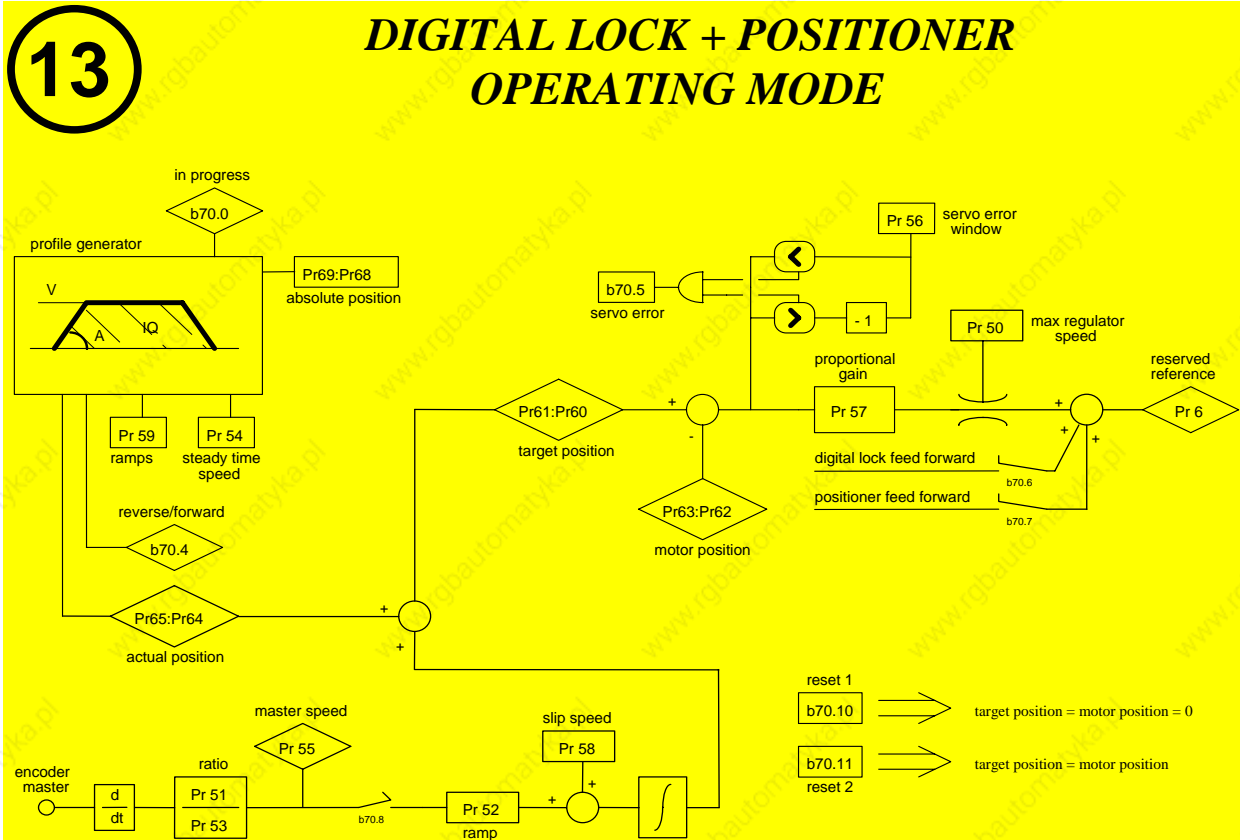 13
DIGITAL LOCK + POSITIONER
OPERATING MODE
in progress
b70.0
profile generator
V
A
IQ
Pr69:Pr68
absolute position
Pr 59
ramps
Pr 54
steady time
speed
reverse/forward
b70.4
Pr65:Pr64
actual position
+
+
Pr 56
servo error
window
<
b70.5
servo error
>
- 1
Pr 50
max regulator
speed
proportional
gain
Pr 57
reserved
reference
Pr 6
Pr61:Pr60
target position
+
-
+
+
+
digital lock feed forward
b70.6
positioner feed forward
b70.7
Pr63:Pr62
motor position
reset 1
b70.10
target position = motor position = 0
b70.11
target position = motor position
reset 2
master speed
Pr 55
slip speed
Pr 58
encoder
master
d
dt
ratio
Pr 51
Pr 53
b70.8
Pr 52
ramp
+
+
∫
www.rgbautomatyka.pl